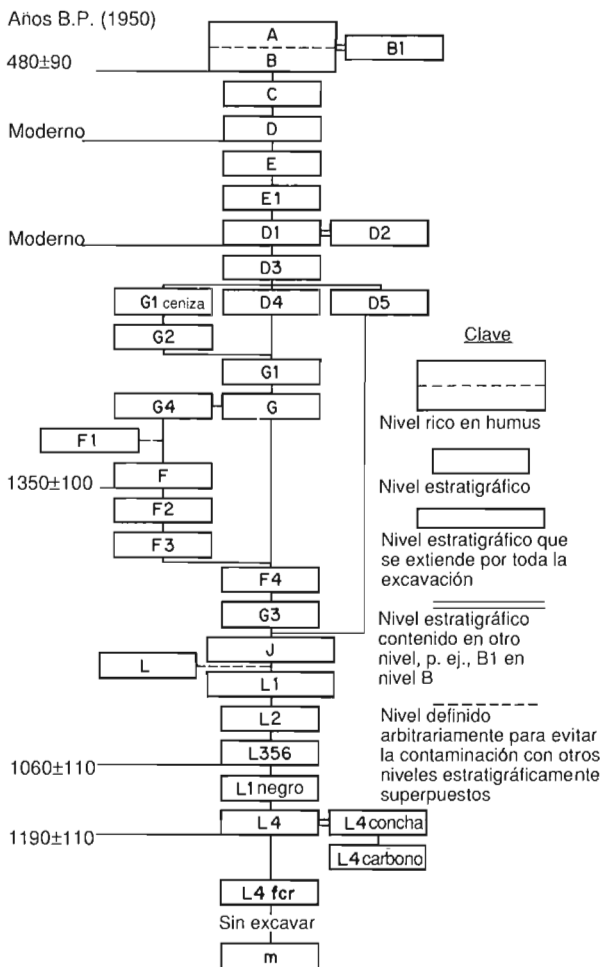 Años B.P. (1950)
A
B
B1
480±90
C
Moderno
D
E
E1
Moderno
D1
D2
D3
G1 ceniza
D4
D5
G2
G1
G4
G
F1
1350±100
F
F2
F3
F4
G3
J
L
L1
L2
L356
1060±110
L1 negro
L4
L4 concha
1190±110
L4 carbono
L4 fcr
Sin excavar
m
Clave
Nivel rico en humus
Nivel estratigráfico
Nivel estratigráfico que
se extiende por toda la
excavación
Nivel estratigráfico
contenido en otro
nivel, p. ej., B1 en
nivel B
Nivel definido
arbitrariamente para evitar
la contaminación con otros
niveles estratigráficamente
superpuestos